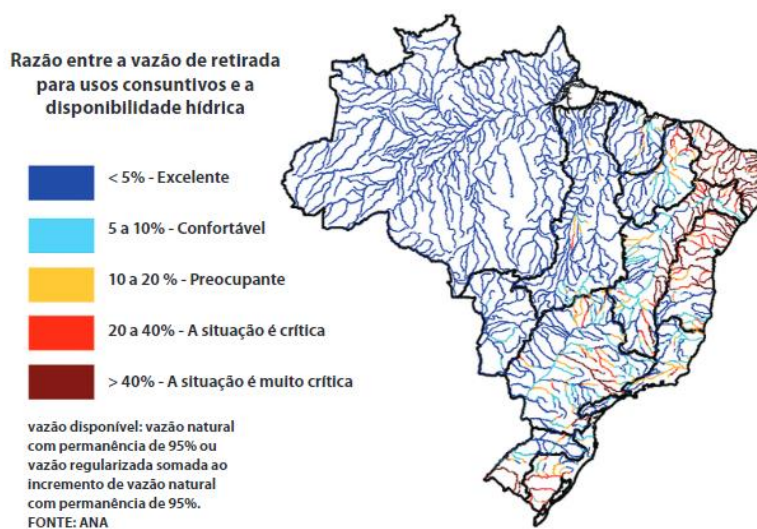 Razão entre a vazão de retirada
para usos consuntivos e a
disponibilidade hídrica
< 5% - Excelente
5 a 10% - Confortável
10 a 20 % - Preocupante
20 a 40% - A situação é crítica
> 40% - A situação é muito crítica
vazão disponível: vazão natural
com permanência de 95% ou
vazão regularizada somada ao
incremento de vazão natural
com permanência de 95%.
FONTE: ANA